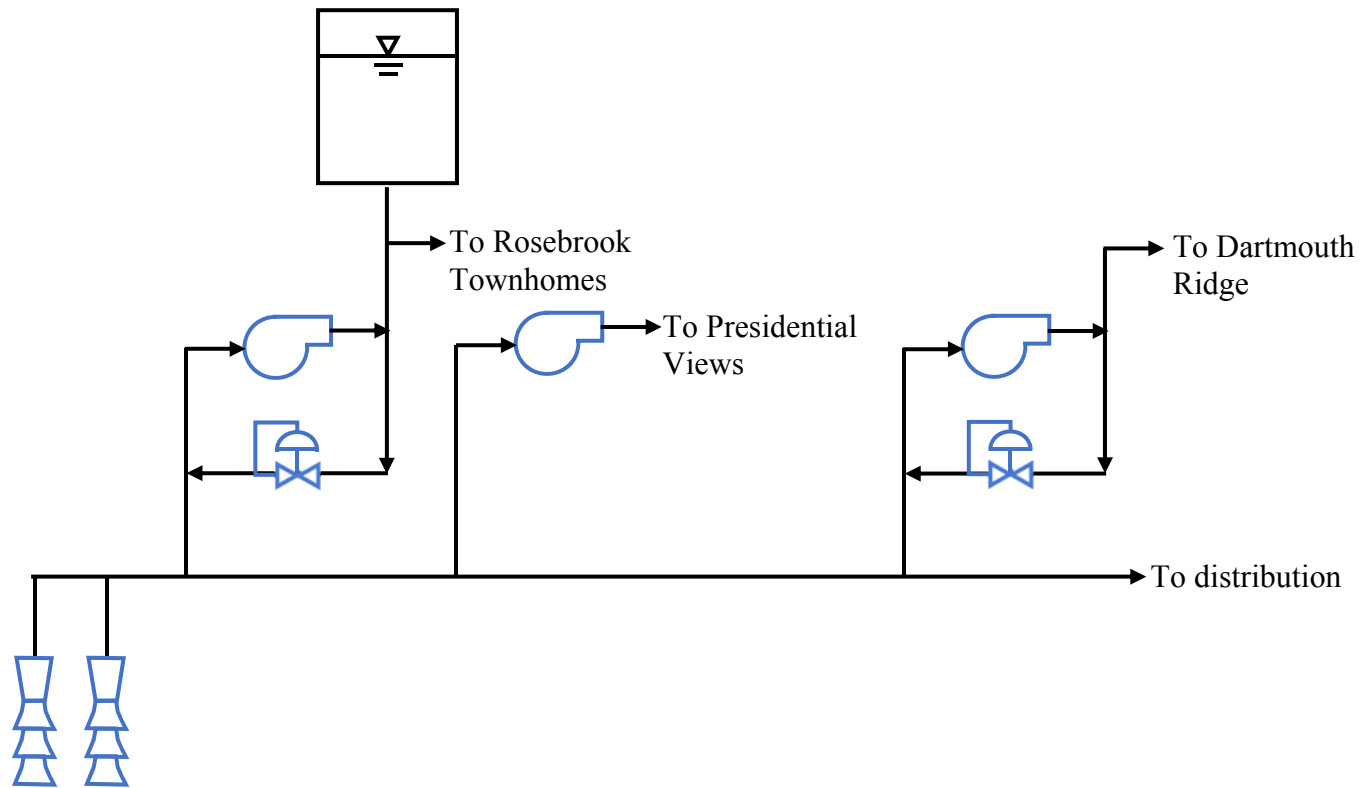 To Rosebrook
Townhomes
To Dartmouth
Ridge
To Presidential
Views
To distribution